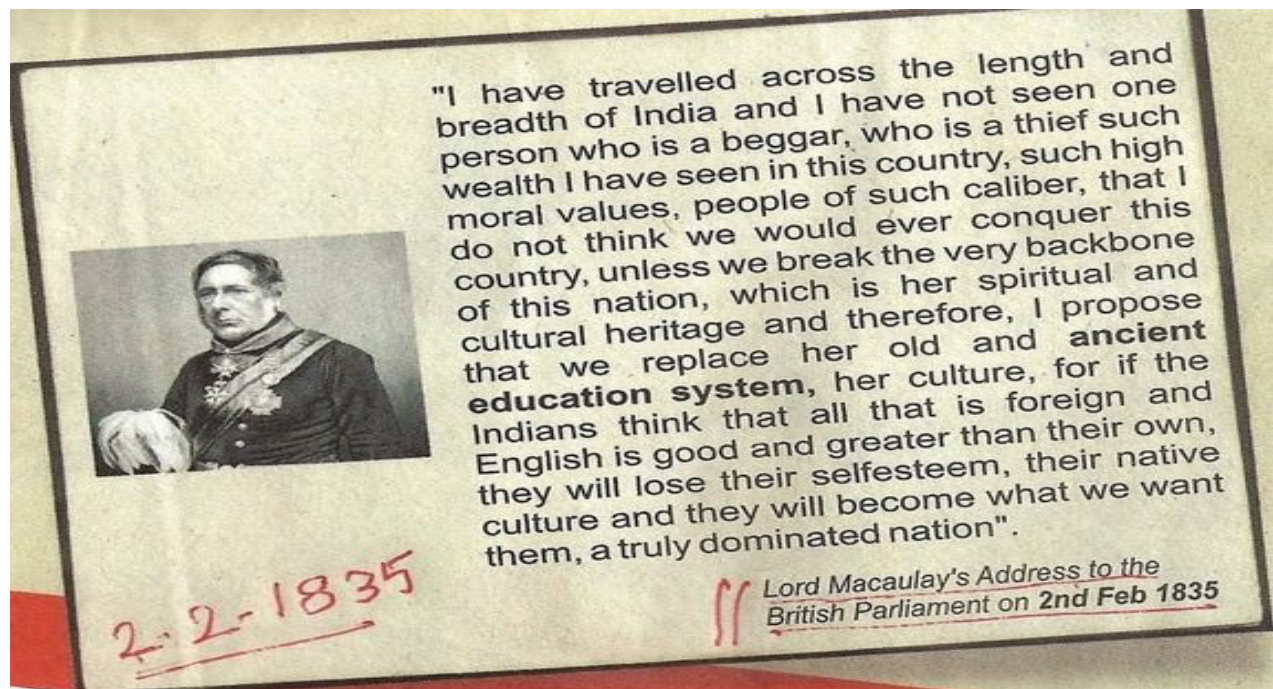 "I have travelled across the length and
breadth of India and I have not seen one
person who is a beggar, who is a thief such
wealth I have seen in this country, such high
moral values, people of such caliber, that I
do not think we would ever conquer this
country, unless we break the very backbone
of this nation, which is her spiritual and
cultural heritage and therefore, I propose
that we replace her old and ancient
education system, her culture, for if the
Indians think that all that is foreign and
English is good and greater than their own,
they will lose their selfesteem, their native
culture and they will become what we want
them, a truly dominated nation".
Lord Macaulay's Address to the
British Parliament on 2nd Feb 1835
2-2-1835